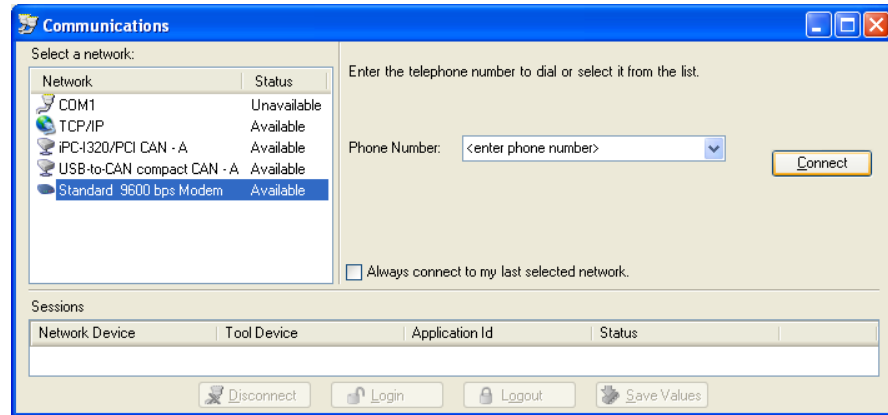 Communications
Select a network:
Network Status
COM1 Unavailable
TCP/IP Available
iPC-I320/PCI CAN - A Available
USB-to-CAN compact CAN - A Available
Standard 9600 bps Modem Available
Enter the telephone number to dial or select it from the list.
Phone Number: <enter phone number>
Connect
Always connect to my last selected network.
Sessions
Network Device Tool Device Application Id Status
Disconnect Login Logout Save Values